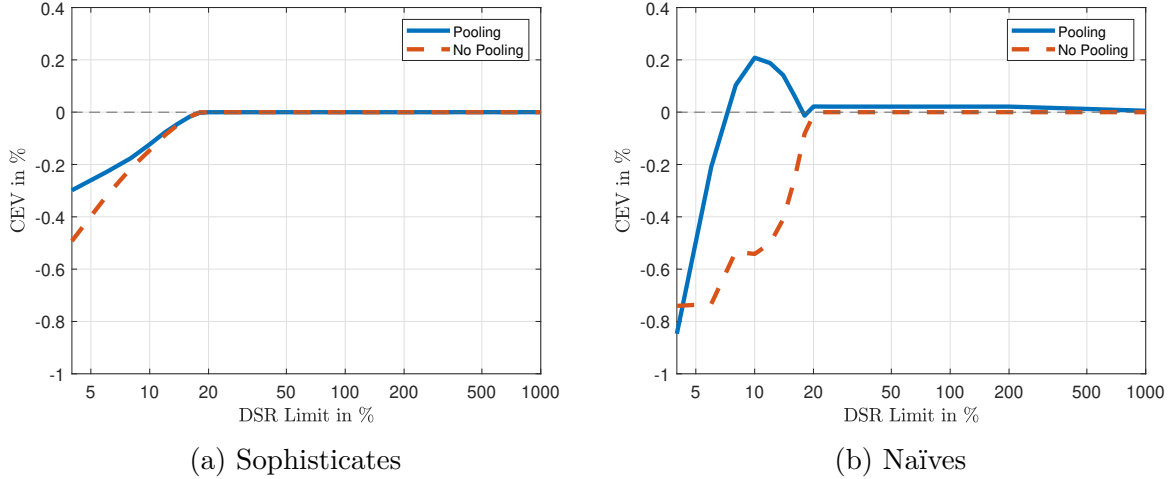 0.4
0.2
0
-0.2
-0.4
-0.6
-0.8
-1
CEV in %
5 10 20 50 100 200 500 1000
DSR Limit in %
Pooling
No Pooling
(a) Sophisticates
0.4
0.2
0
-0.2
-0.4
-0.6
-0.8
-1
CEV in %
5 10 20 50 100 200 500 1000
DSR Limit in %
Pooling
No Pooling
(b) Naïves